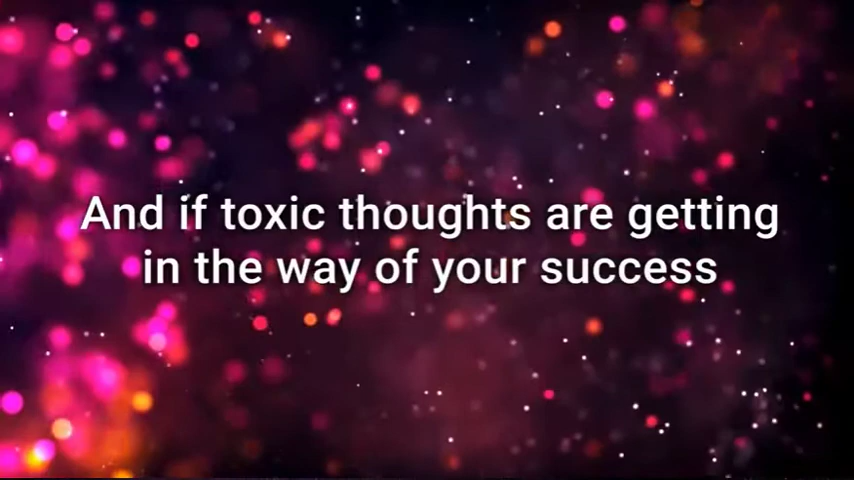 And if toxic thoughts are getting
in the way of your success